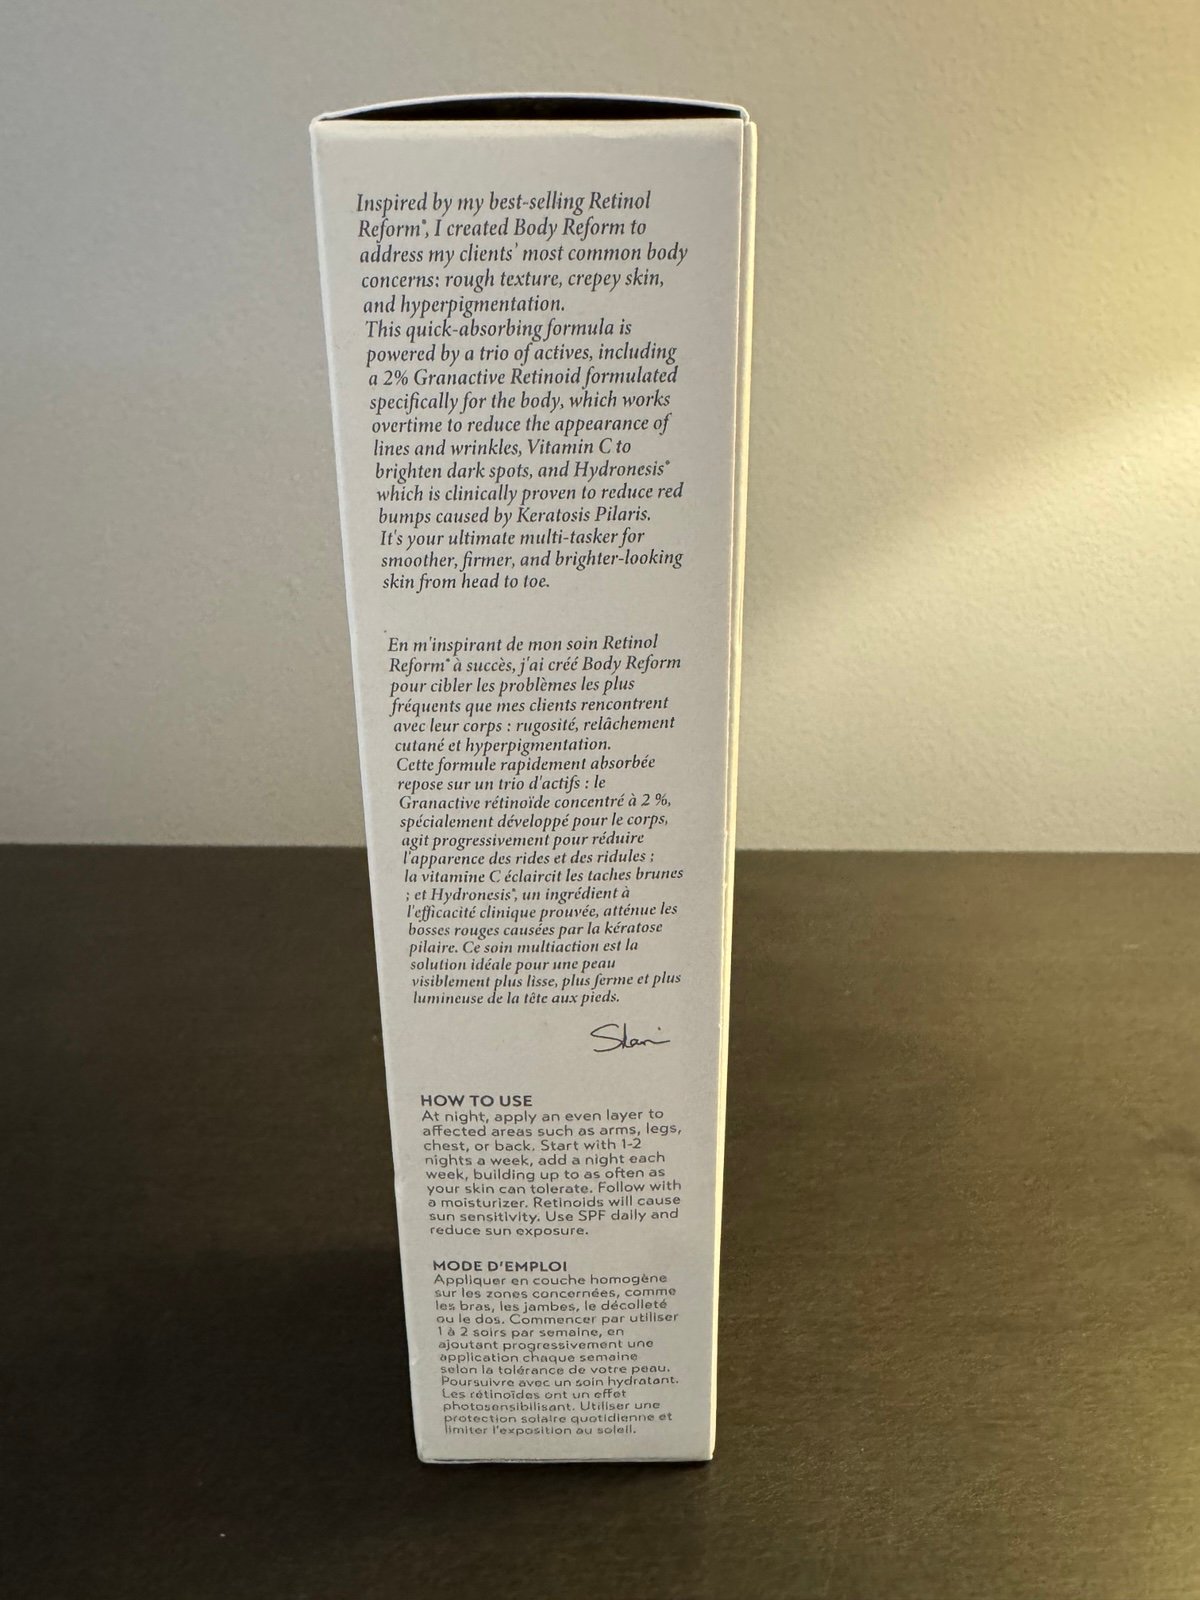 Inspired by my best-selling Retinol
Reform®, I created Body Reform to
address my clients' most common body
concerns: rough texture, crepey skin,
and hyperpigmentation.
This quick-absorbing formula is
powered by a trio of actives, including
a 2% Granactive Retinoid formulated
specifically for the body, which works
overtime to reduce the appearance of
lines and wrinkles, Vitamin C to
brighten dark spots, and Hydronesis®
which is clinically proven to reduce red
bumps caused by Keratosis Pilaris.
It's your ultimate multi-tasker for
smoother, firmer, and brighter-looking
skin from head to toe.
En m'inspirant de mon soin Retinol
Reform® à succès, j'ai créé Body Reform
pour cibler les problèmes les plus
fréquents que mes clients rencontrent
avec leur corps : rugosité, relâchement
cutané et hyperpigmentation.
Cette formule rapidement absorbée
repose sur un trio d'actifs : le
Granactive rétinoïde concentré à 2 %,
spécialement développé pour le corps,
agit progressivement pour réduire
l'apparence des rides et des ridules ;
la vitamine C éclaircit les taches brunes
; et Hydronesis®, un ingrédient à
l'efficacité clinique prouvée, atténue les
bosses rouges causées par la kératose
pilaire. Ce soin multiaction est la
solution idéale pour une peau
visiblement plus lisse, plus ferme et plus
lumineuse de la tête aux pieds.
HOW TO USE
At night, apply an even layer to
affected areas such as arms, legs,
chest, or back. Start with 1-2
nights a week, add a night each
week, building up to as often as
your skin can tolerate. Follow with
a moisturizer. Retinoids will cause
sun sensitivity. Use SPF daily and
reduce sun exposure.
MODE D'EMPLOI
Appliquer en couche homogène
sur les zones concernées, comme
les bras, les jambes, le décolleté
ou le dos. Commencer par utiliser
1 à 2 soirs par semaine, en
ajoutant progressivement une
application chaque semaine
selon la tolérance de votre peau.
Poursuivre avec un soin hydratant.
Les rétinoïdes ont un effet
photosensibilisant. Utiliser une
protection solaire quotidienne et
limiter l'exposition au soleil.